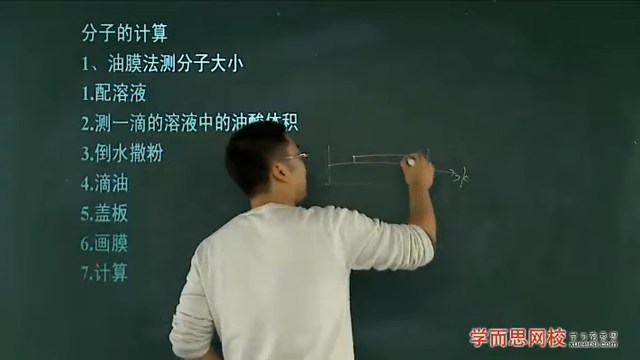 分子的计算
1、油膜法测分子大小
1.配溶液
2.测一滴的溶液中的油酸体积
3.倒水撒粉
4.滴油
5.盖板
6.画膜
7.计算
学而思网校
xueersi.com